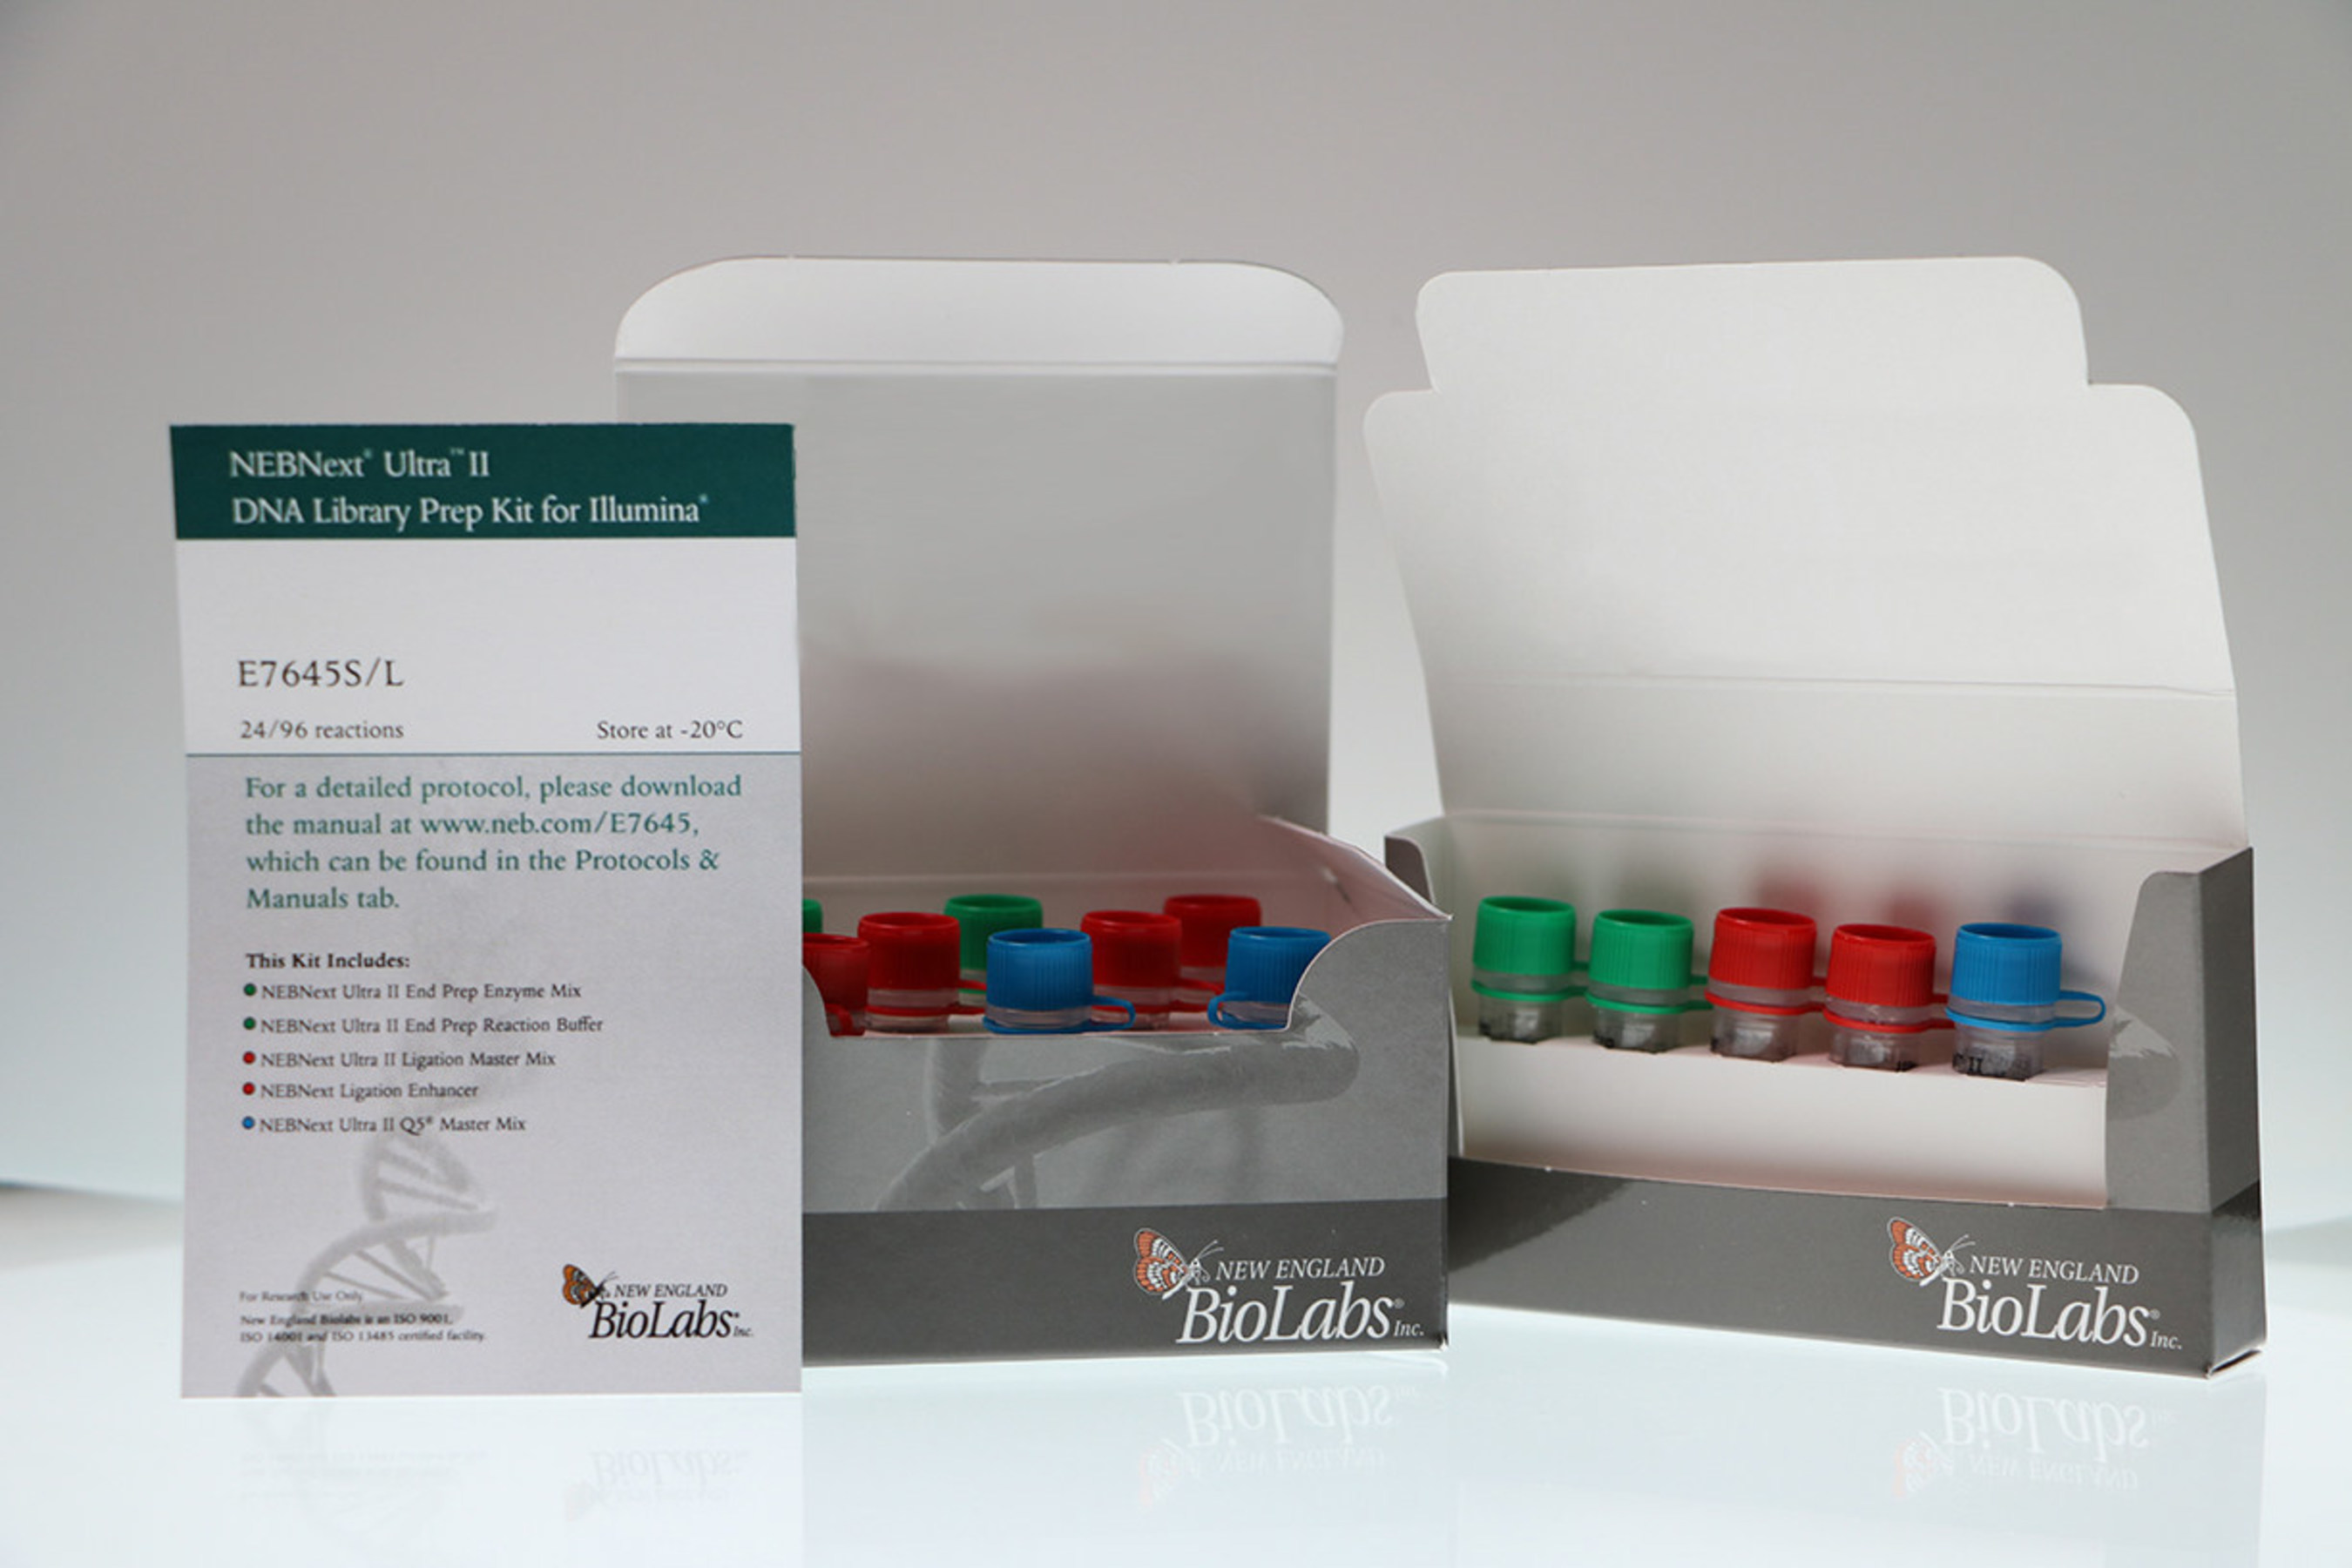 NEBNext® Ultra™ II
DNA Library Prep Kit for Illumina®
E7645S/L
24/96 reactions
Store at -20°C
For a detailed protocol, please download
the manual at www.neb.com/E7645,
which can be found in the Protocols &
Manuals tab.
This Kit Includes:
NEBNext Ultra II End Prep Enzyme Mix
NEBNext Ultra II End Prep Reaction Buffer
NEBNext Ultra II Ligation Master Mix
NEBNext Ligation Enhancer
NEBNext Ultra II Q5® Master Mix
For Research Use Only
New England Biolabs is an ISO 9001,
ISO 14001 and ISO 13485 certified facility.
NEW ENGLAND
BioLabs® Inc.
NEW ENGLAND
BioLabs® Inc.
NEW ENGLAND
BioLabs® Inc.